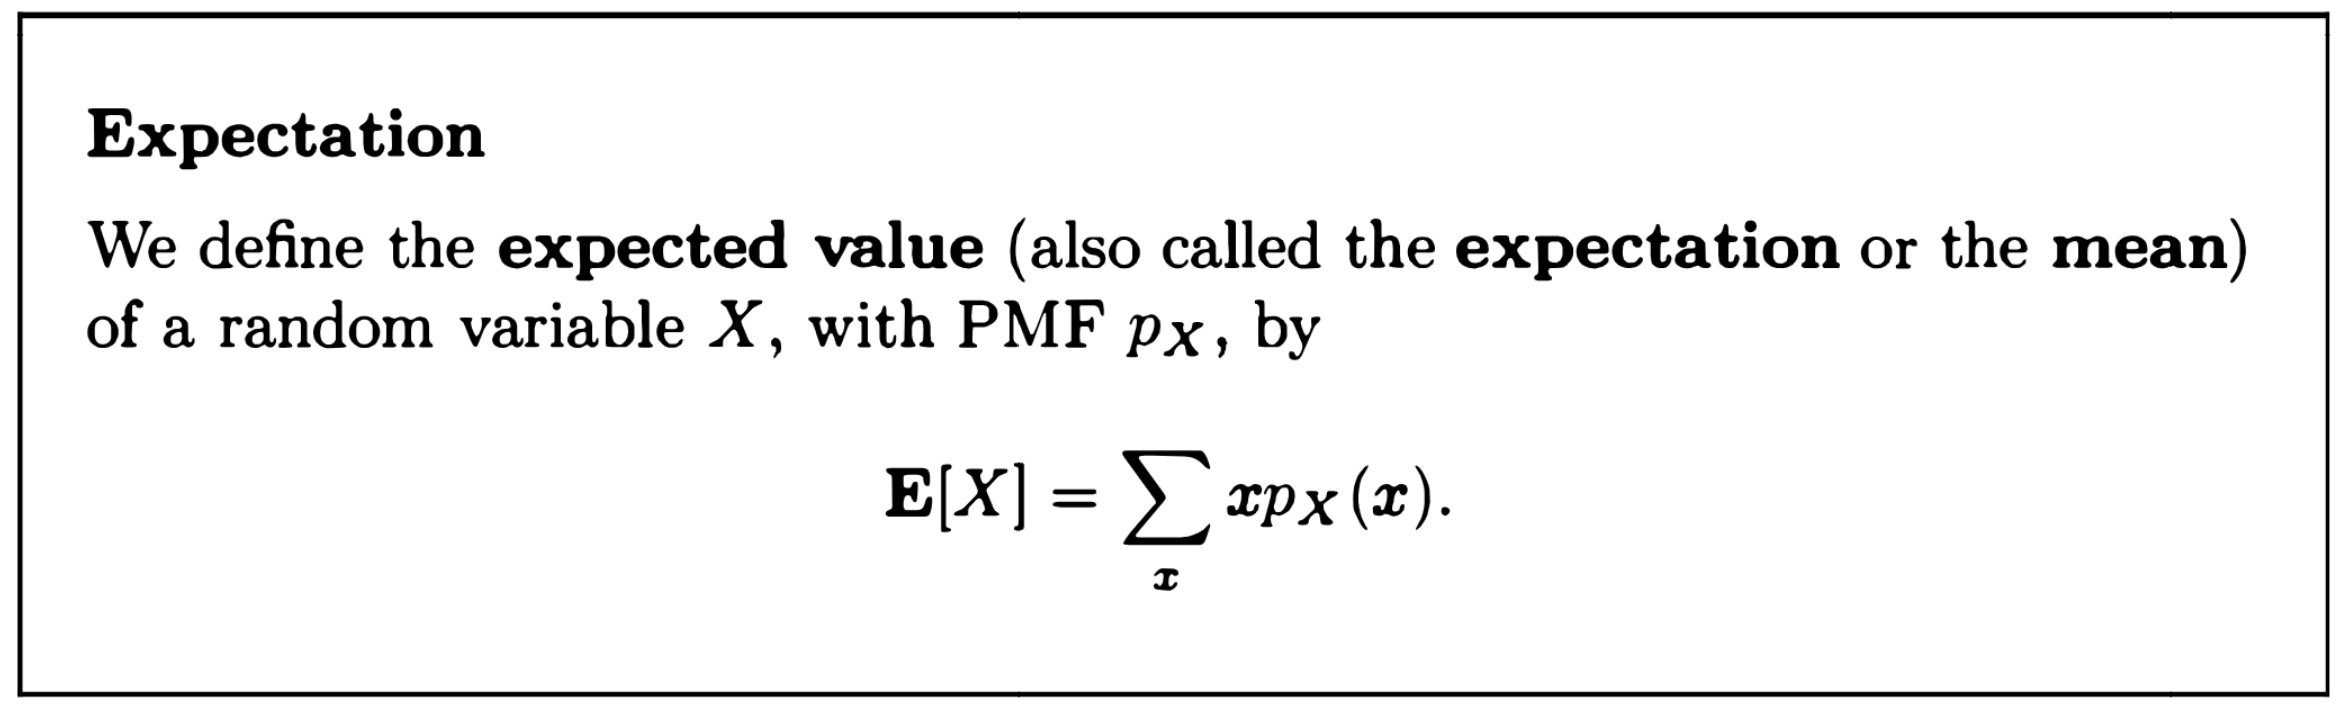 Expectation
We define the expected value (also called the expectation or the mean)
of a random variable X, with PMF p_X, by
E[X] = ∑_x x p_X(x).